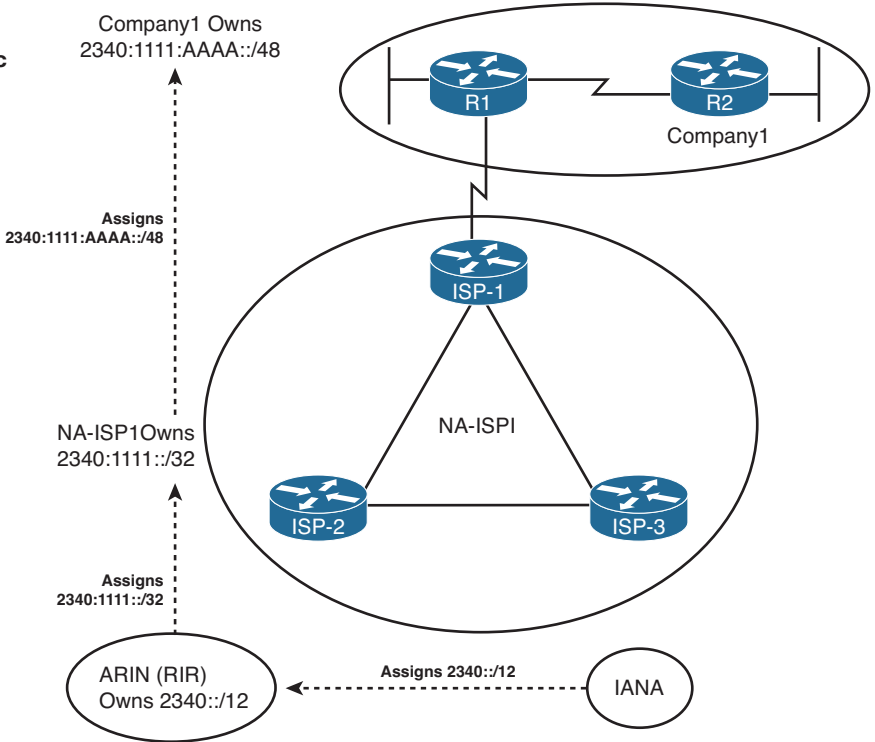 Company1 Owns
2340:1111:AAAA::/48
c
R1
R2
Company1
Assigns
2340:1111:AAAA::/48
ISP-1
NA-ISP1Owns
2340:1111::/32
NA-ISPI
ISP-2
ISP-3
Assigns
2340:1111::/32
ARIN (RIR)
Owns 2340::/12
Assigns 2340::/12
IANA